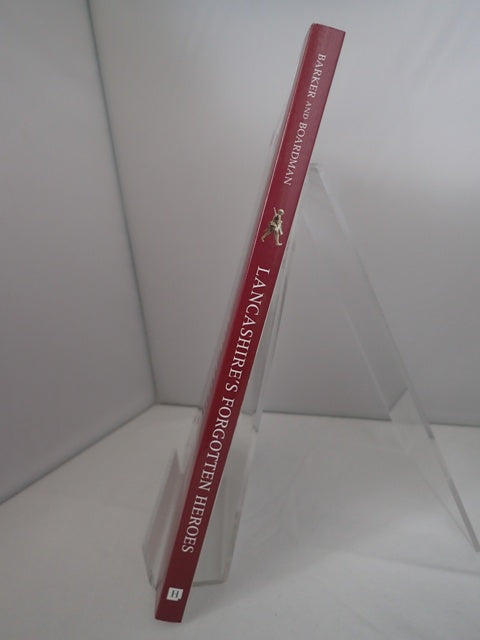 BARKER AND BOARDMAN
LANCASHIRE'S FORGOTTEN HEROES
H